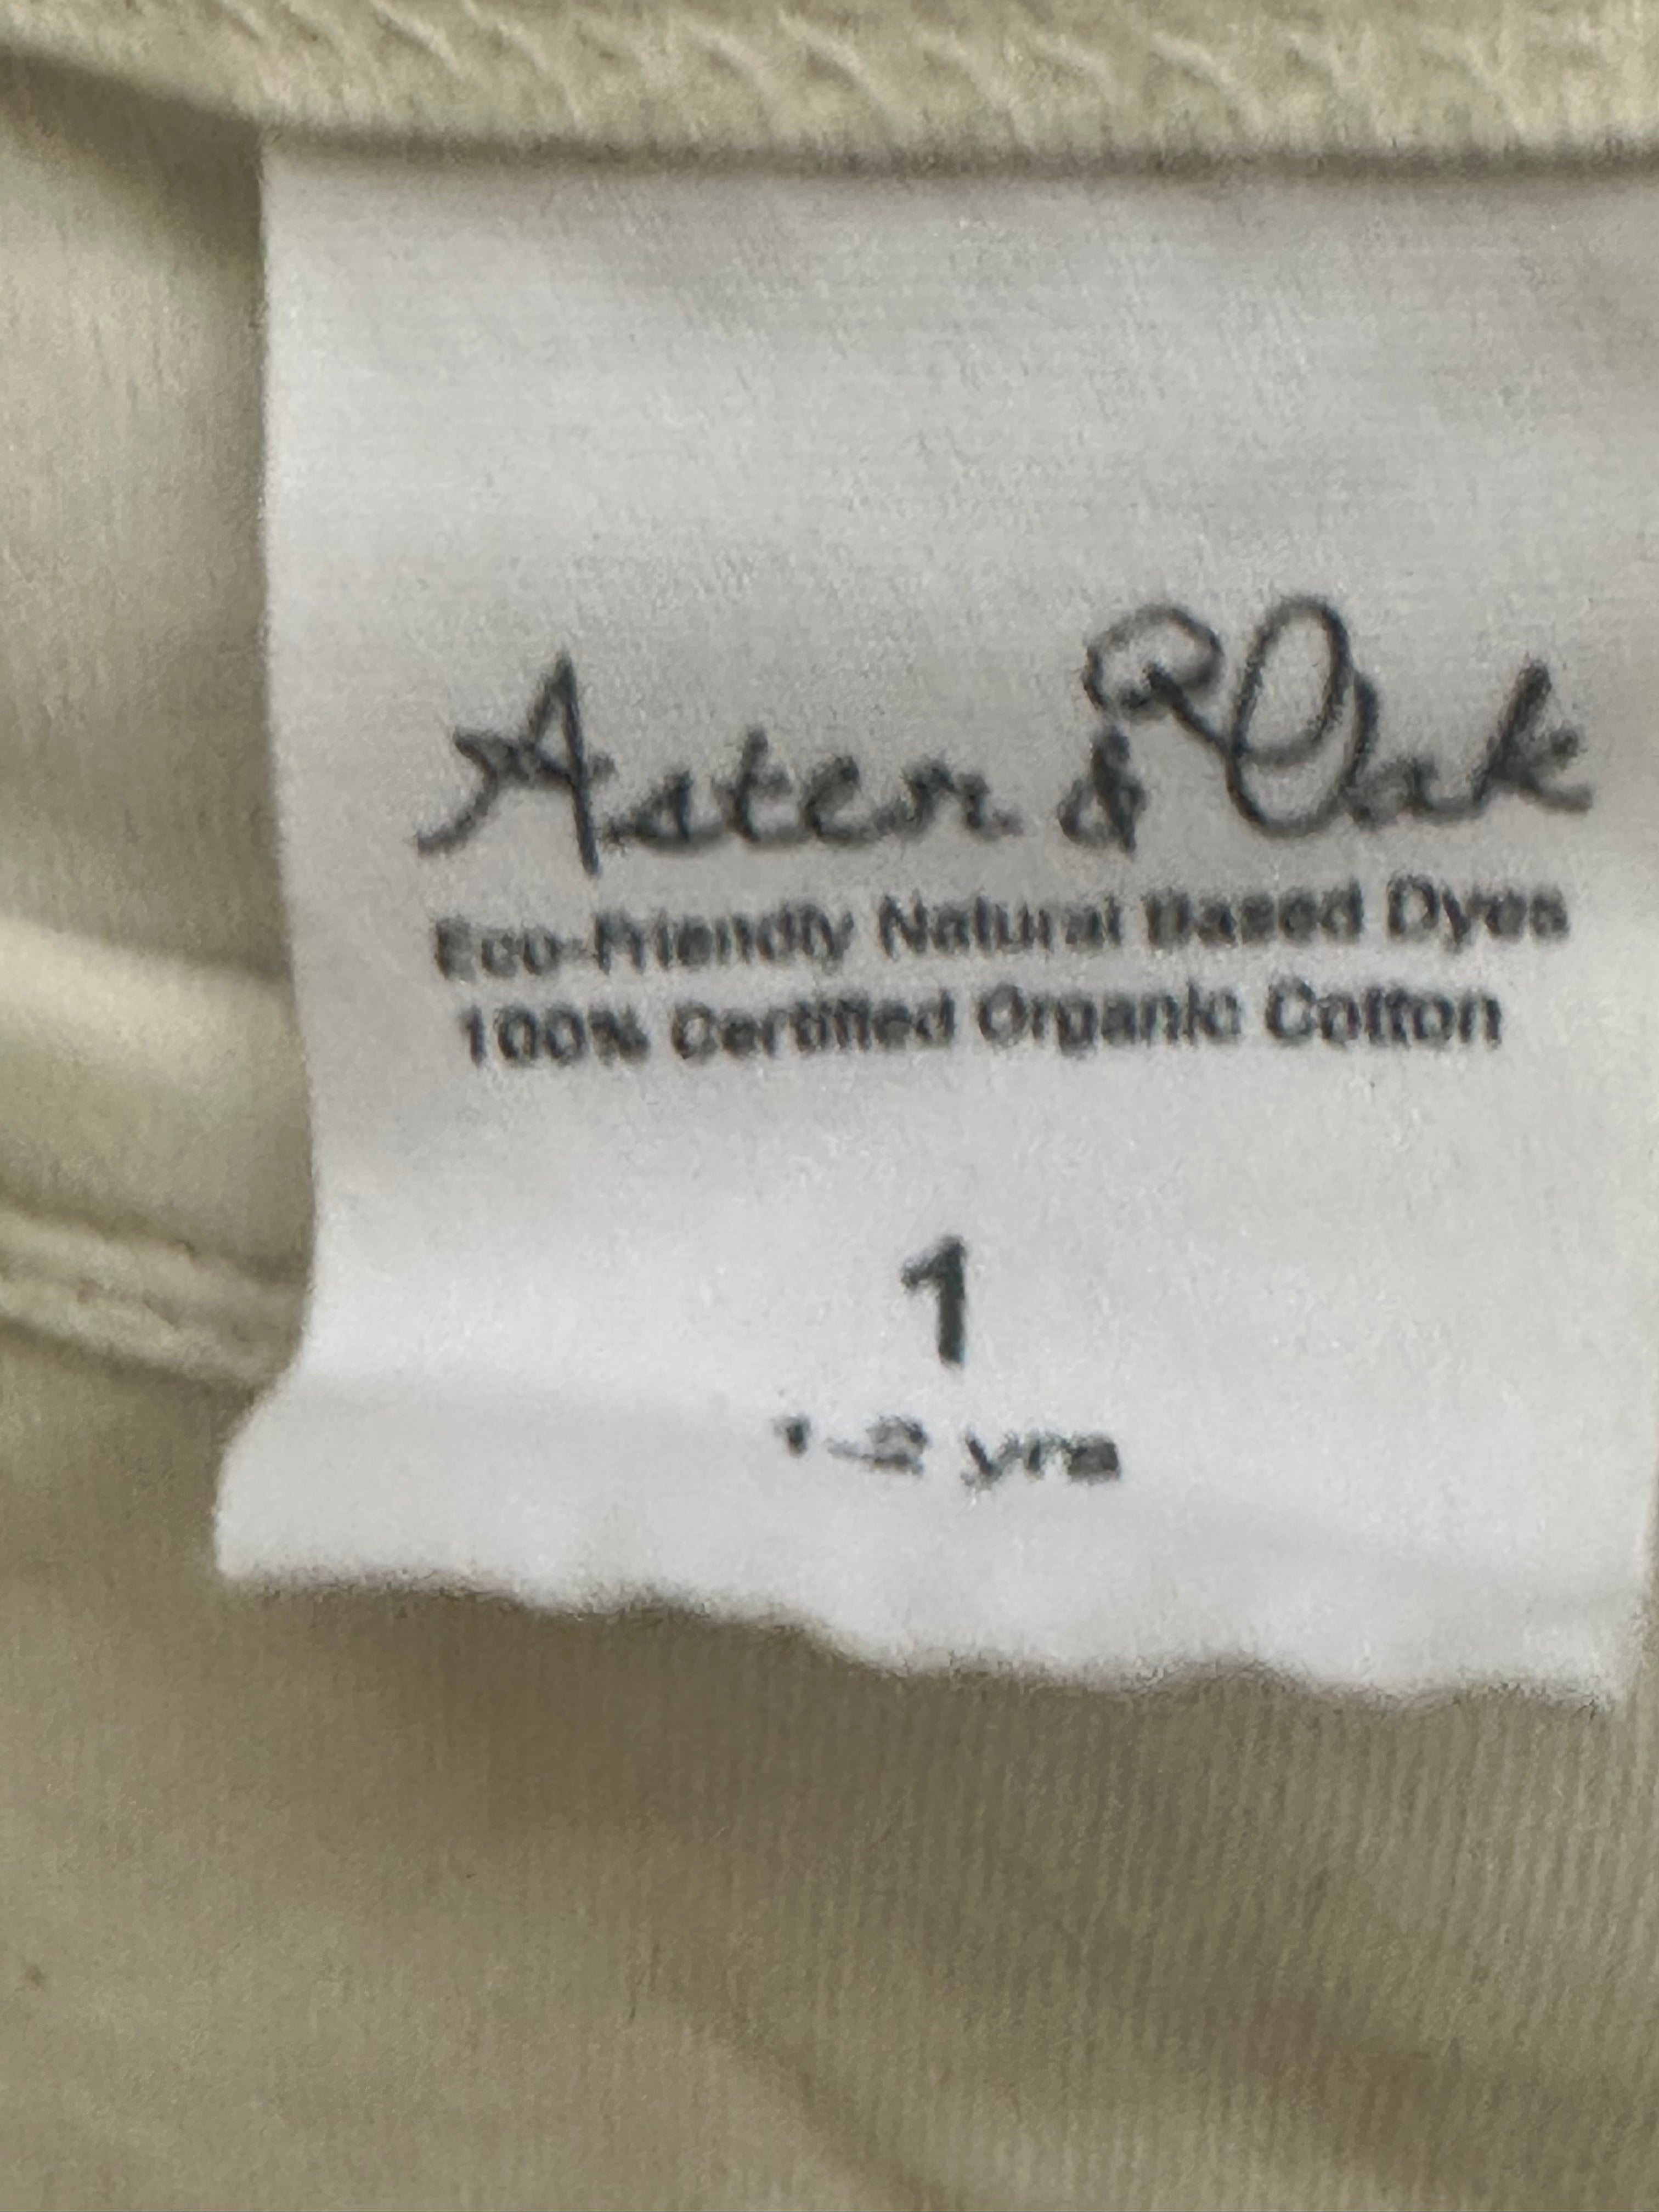 Aster & Oak
Eco-Friendly Natural Based Dyes
100% Certified Organic Cotton
1
1-2 yrs